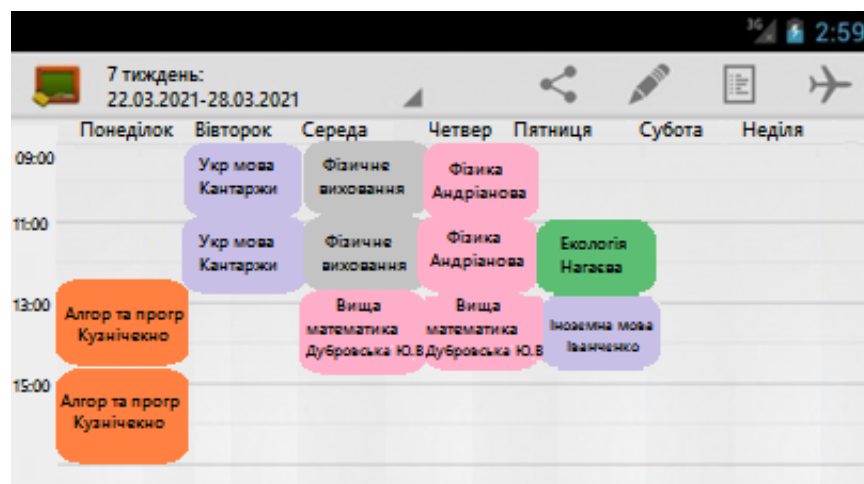 3G 2:59
7 тиждень:
22.03.2021-28.03.2021
Понеділок Вівторок Середа Четвер Пятниця Субота Неділя
09:00
Укр мова
Кантаржи
Фізичне
виховання
Фізика
Андріанова
11:00
Укр мова
Кантаржи
Фізичне
виховання
Фізика
Андріанова
Екологія
Нагаєва
13:00
Алгор та прогр
Кузнічекно
Вища
математика
Дубровська Ю.В
Вища
математика
Дубровська Ю.В
Іноземна мова
Іванченко
15:00
Алгор та прогр
Кузнічекно